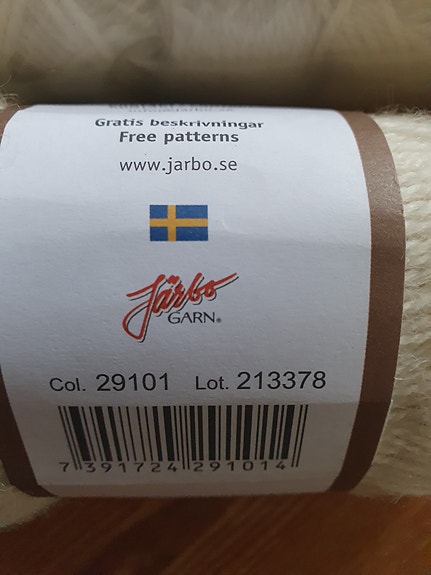 Gratis beskrivningar
Free patterns
www.jarbo.se
Järbo
GARN®
Col. 29101 Lot. 213378
7 391724 291014